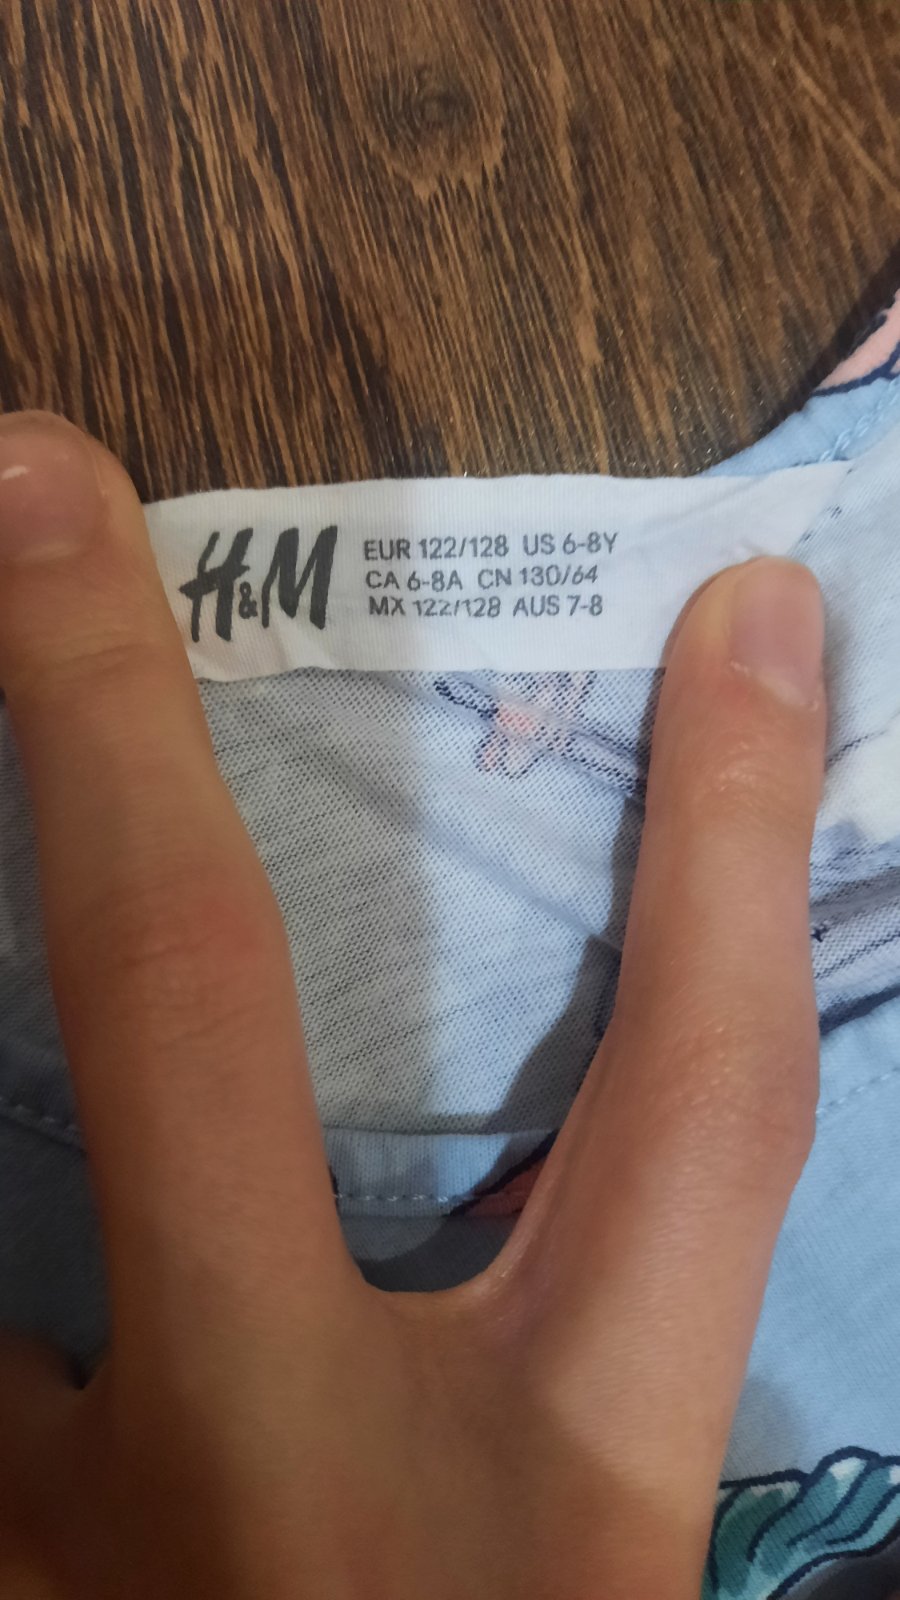 H&M
EUR 122/128 US 6-8Y
CA 6-8A CN 130/64
MX 122/128 AUS 7-8